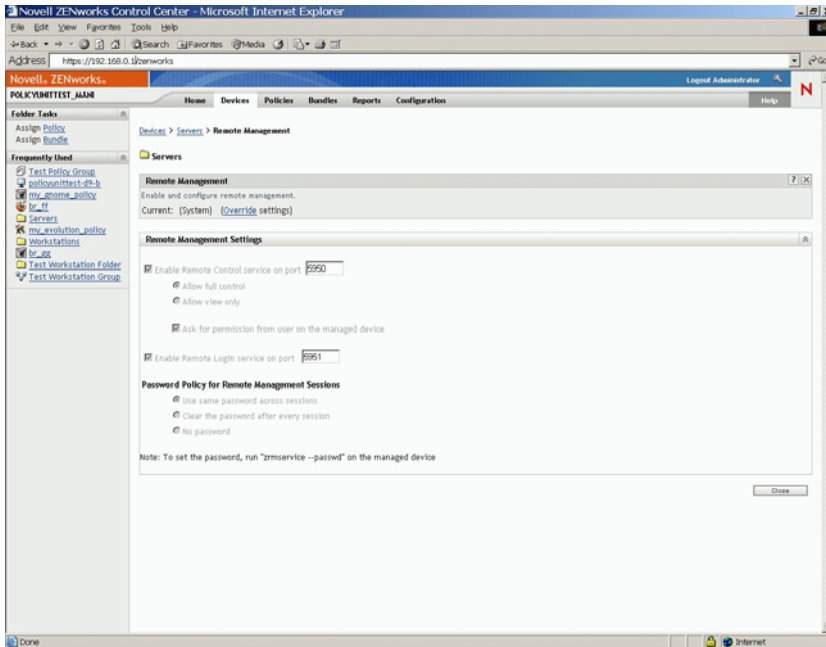 Novell ZENworks Control Center - Microsoft Internet Explorer
File Edit View Favorites Tools Help
Back Search Favorites Media
Address https://192.168.0.1/zenworks Go
Novell® ZENworks® Logout Administrator
POLICYUNITTEST_MANI Home Devices Policies Bundles Reports Configuration Help N
Folder Tasks
Assign Policy
Assign Bundle
Frequently Used
Test Policy Group
policyunittest-d9-b
my_gnome_policy
br_ff
Servers
my_evolution_policy
Workstations
Test Workstation Folder
Test Workstation Group
Devices > Servers > Remote Management
Servers
Remote Management ?
Enable and configure remote management.
Current: (System) (Override settings)
Remote Management Settings
Enable Remote Control service on port 5950
Allow full control
Allow view only
Ask for permission from user on the managed device
Enable Remote Login service on port 5951
Password Policy for Remote Management Sessions
Use same password across sessions
Clear the password after every session
No password
Note: To set the password, run "zrmservice --passwd" on the managed device
Close
Done Internet